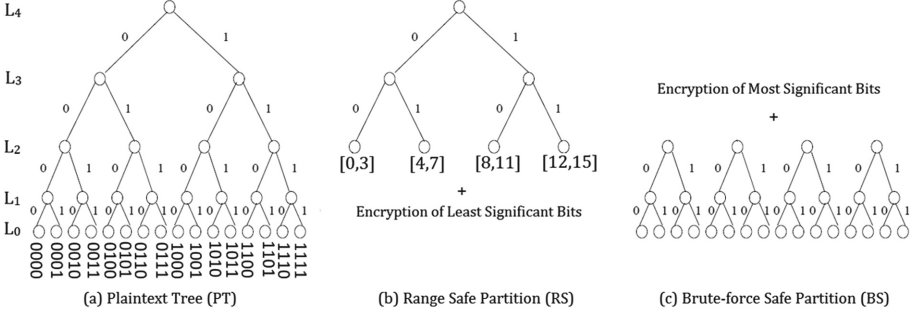 L4
0 1
L3
0 1 0 1
L2
0 1 0 1 0 1 0 1
L1
0 1 0 1 0 1 0 1 0 1 0 1 0 1 0 1
L0
0000 0001 0010 0011 0100 0101 0110 0111 1000 1001 1010 1011 1100 1101 1110 1111
(a) Plaintext Tree (PT)
0 1
0 1 0 1
[0,3] [4,7] [8,11] [12,15]
+
Encryption of Least Significant Bits
(b) Range Safe Partition (RS)
Encryption of Most Significant Bits
+
0 1 0 1 0 1 0 1
0 1 0 1 0 1 0 1 0 1 0 1 0 1 0 1
(c) Brute-force Safe Partition (BS)